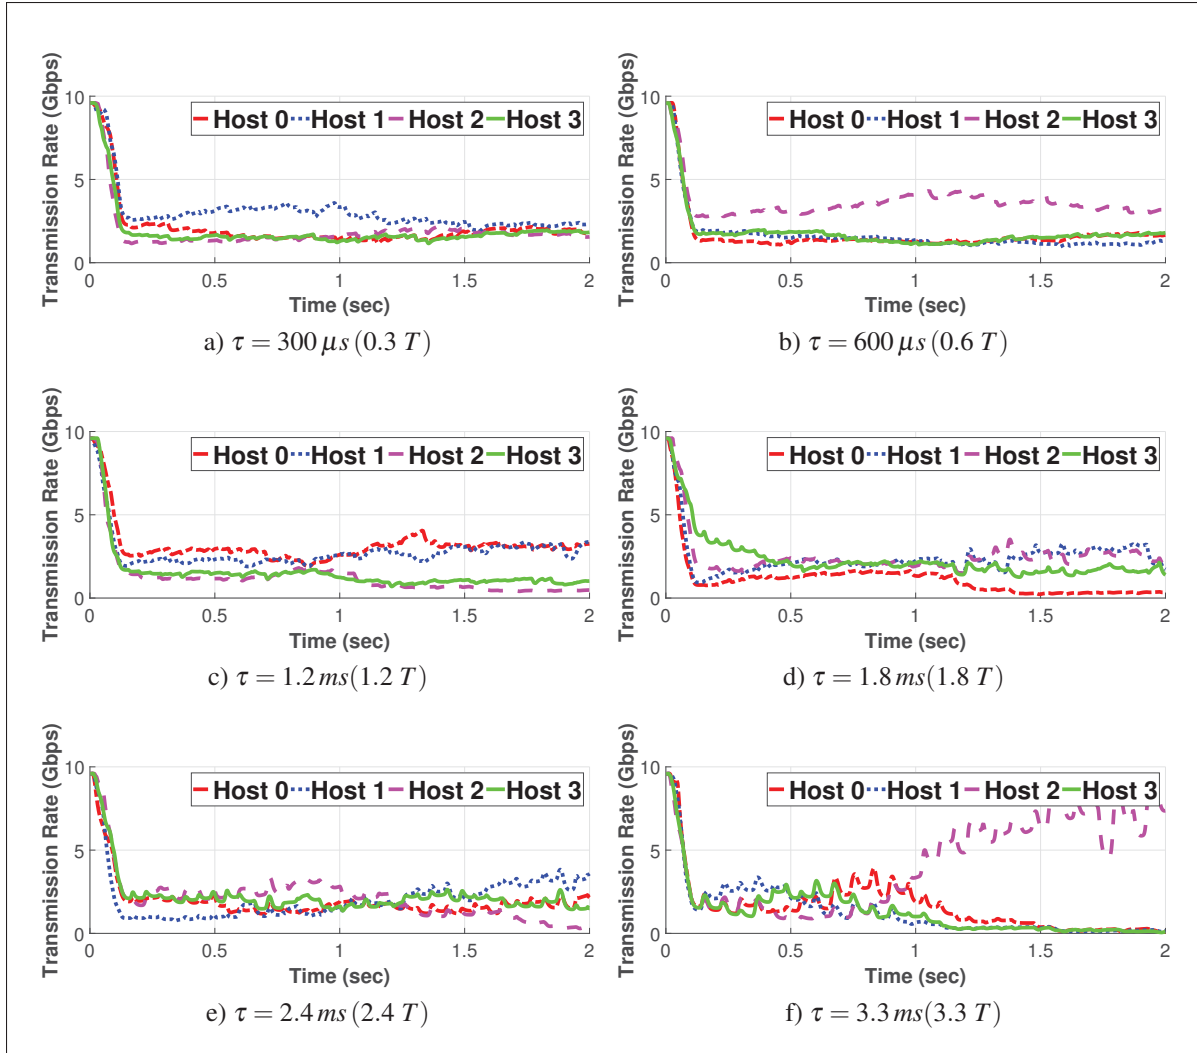 Transmission Rate (Gbps)
10
5
0
Host 0 Host 1 Host 2 Host 3
0 0.5 1 1.5 2
Time (sec)
a) τ = 300 μs (0.3 T)
Transmission Rate (Gbps)
10
5
0
Host 0 Host 1 Host 2 Host 3
0 0.5 1 1.5 2
Time (sec)
b) τ = 600 μs (0.6 T)
Transmission Rate (Gbps)
10
5
0
Host 0 Host 1 Host 2 Host 3
0 0.5 1 1.5 2
Time (sec)
c) τ = 1.2 ms(1.2 T)
Transmission Rate (Gbps)
10
5
0
Host 0 Host 1 Host 2 Host 3
0 0.5 1 1.5 2
Time (sec)
d) τ = 1.8 ms(1.8 T)
Transmission Rate (Gbps)
10
5
0
Host 0 Host 1 Host 2 Host 3
0 0.5 1 1.5 2
Time (sec)
e) τ = 2.4 ms (2.4 T)
Transmission Rate (Gbps)
10
5
0
Host 0 Host 1 Host 2 Host 3
0 0.5 1 1.5 2
Time (sec)
f) τ = 3.3 ms(3.3 T)